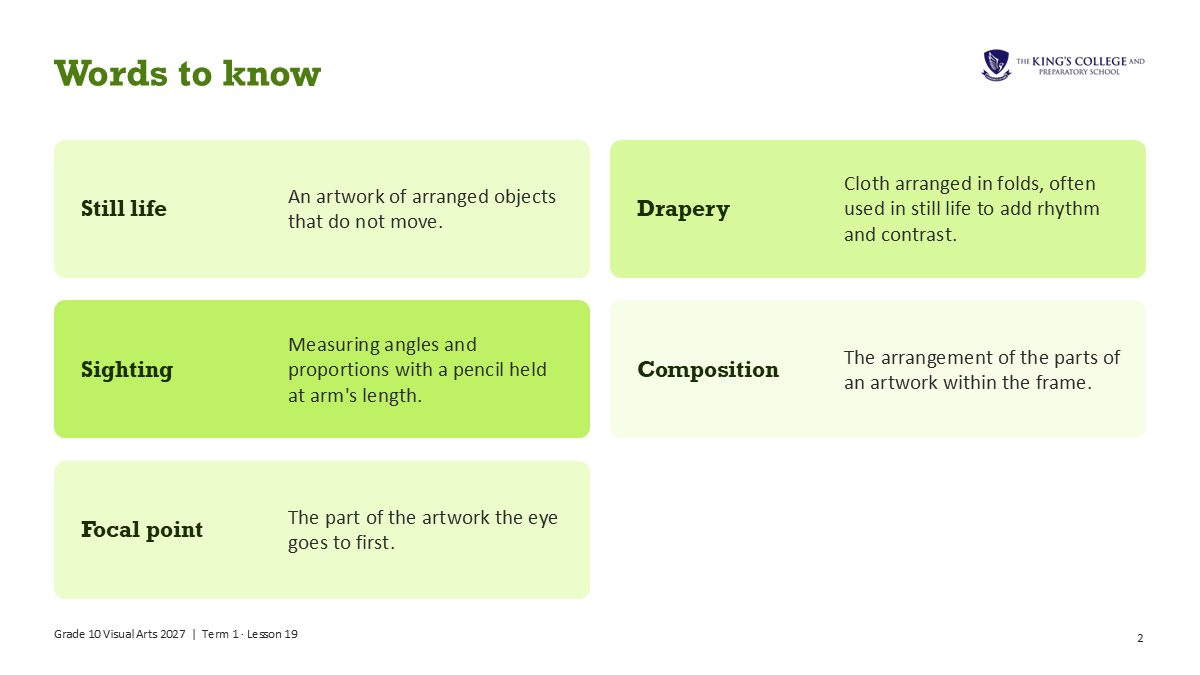 Words to know
THE KING'S COLLEGE AND
PREPARATORY SCHOOL
Still life
An artwork of arranged objects
that do not move.
Drapery
Cloth arranged in folds, often
used in still life to add rhythm
and contrast.
Sighting
Measuring angles and
proportions with a pencil held
at arm's length.
Composition
The arrangement of the parts of
an artwork within the frame.
Focal point
The part of the artwork the eye
goes to first.
Grade 10 Visual Arts 2027 | Term 1 · Lesson 19
2